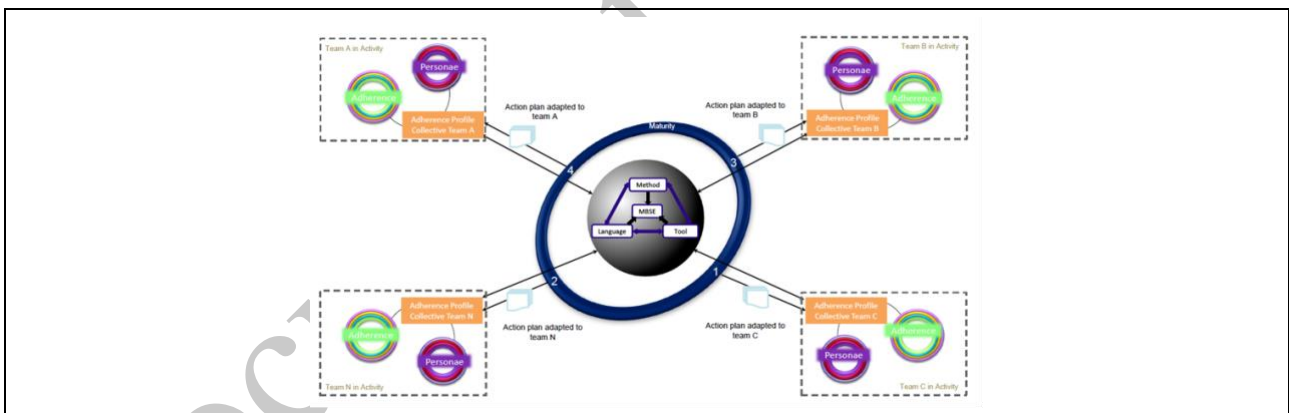 Team A in Activity
Personae
Adherence
Adherence Profile
Collective Team A
Action plan adapted to
team A
Team B in Activity
Personae
Adherence
Adherence Profile
Collective Team B
Action plan adapted to
team B
Maturity
4
3
Method
MBSE
Language
Tool
2
1
Adherence Profile
Collective Team N
Adherence
Personae
Team N in Activity
Action plan adapted to
team N
Action plan adapted to
team C
Adherence Profile
Collective Team C
Adherence
Personae
Team C in Activity